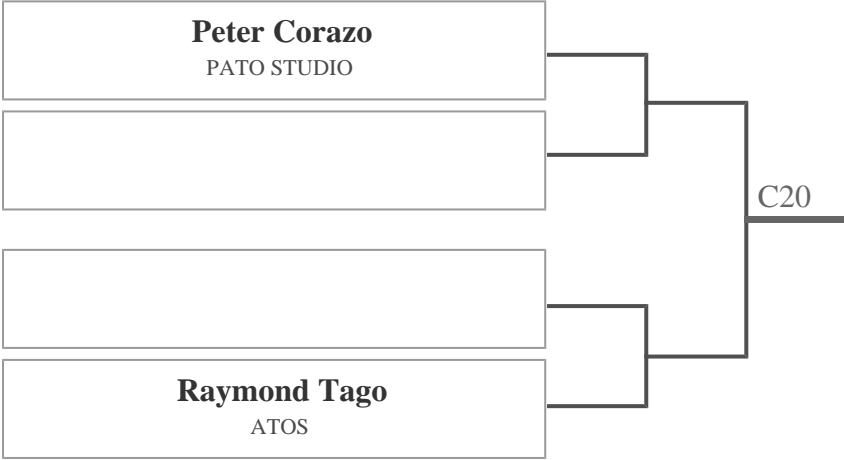 Peter Corazo
PATO STUDIO
C20
Raymond Tago
ATOS